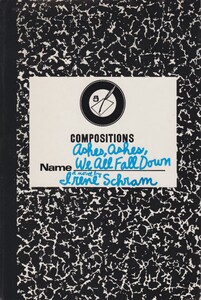 COMPOSITIONS
Ashes, Ashes,
Name We All Fall Down
a novel by
Irene Schram